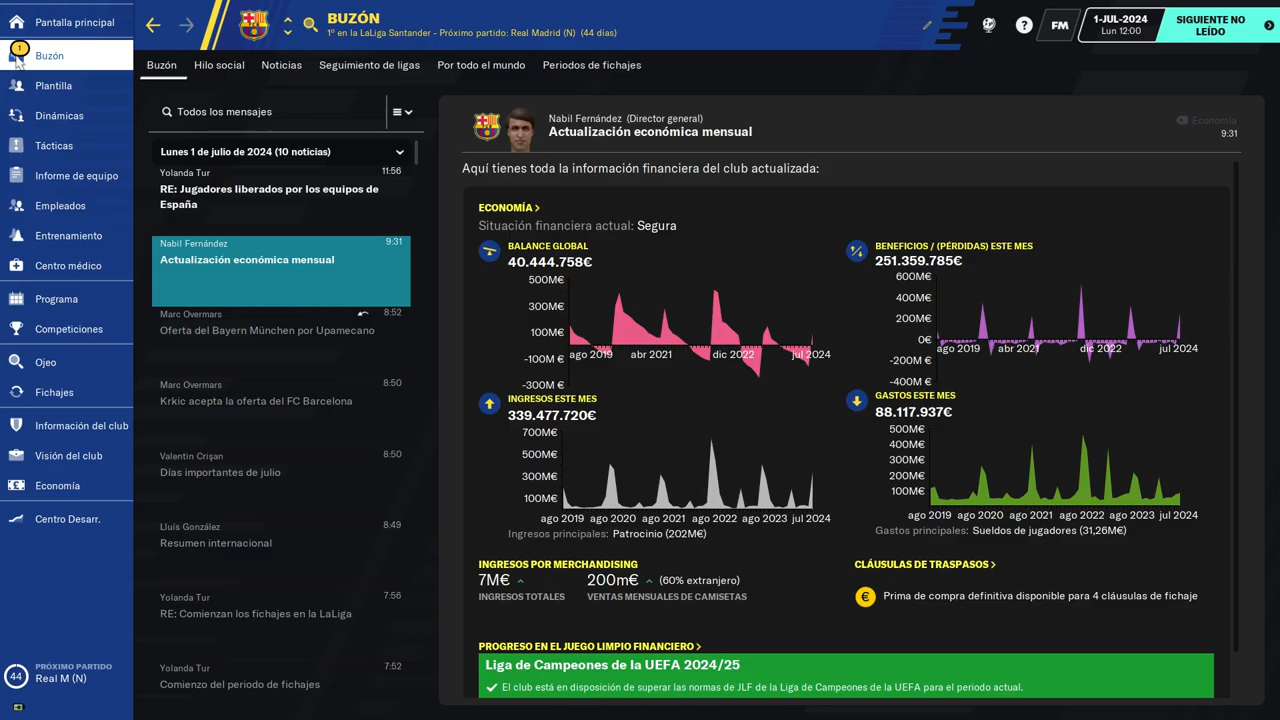 Pantalla principal
1
Buzón
Plantilla
Dinámicas
Tácticas
Informe de equipo
Empleados
Entrenamiento
Centro médico
Programa
Competiciones
Ojeo
Fichajes
Información del club
Visión del club
Economía
Centro Desarr.
44
PRÓXIMO PARTIDO
Real M (N)
BUZÓN
1º en la LaLiga Santander - Próximo partido: Real Madrid (N) (44 días)
?
FM
1-JUL-2024
Lun 12:00
SIGUIENTE NO LEÍDO
Buzón
Hilo social
Noticias
Seguimiento de ligas
Por todo el mundo
Periodos de fichajes
Todos los mensajes
Lunes 1 de julio de 2024 (10 noticias)
Yolanda Tur 11:56
RE: Jugadores liberados por los equipos de
España
Nabil Fernández 9:31
Actualización económica mensual
Marc Overmars 8:52
Oferta del Bayern München por Upamecano
Marc Overmars 8:50
Krkic acepta la oferta del FC Barcelona
Valentin Crișan 8:50
Días importantes de julio
Lluís González 8:49
Resumen internacional
Yolanda Tur 7:56
RE: Comienzan los fichajes en la LaLiga
Yolanda Tur 7:52
Comienzo del periodo de fichajes
Nabil Fernández (Director general)
Actualización económica mensual
Economía
9:31
Aquí tienes toda la información financiera del club actualizada:
ECONOMÍA >
Situación financiera actual: Segura
BALANCE GLOBAL
40.444.758€
500M€
300M€
100M€
-100M €
-300M €
ago 2019 abr 2021 dic 2022 jul 2024
BENEFICIOS / (PÉRDIDAS) ESTE MES
251.359.785€
600M€
400M€
200M€
0€
-200M €
-400M €
ago 2019 abr 2021 dic 2022 jul 2024
INGRESOS ESTE MES
339.477.720€
700M€
500M€
300M€
100M€
ago 2019 ago 2020 ago 2021 ago 2022 ago 2023 jul 2024
Ingresos principales: Patrocinio (202M€)
GASTOS ESTE MES
88.117.937€
500M€
400M€
300M€
200M€
100M€
ago 2019 ago 2020 ago 2021 ago 2022 ago 2023 jul 2024
Gastos principales: Sueldos de jugadores (31,26M€)
INGRESOS POR MERCHANDISING
7M€ 200m€ (60% extranjero)
INGRESOS TOTALES VENTAS MENSUALES DE CAMISETAS
CLÁUSULAS DE TRASPASOS >
€ Prima de compra definitiva disponible para 4 cláusulas de fichaje
PROGRESO EN EL JUEGO LIMPIO FINANCIERO >
Liga de Campeones de la UEFA 2024/25
El club está en disposición de superar las normas de JLF de la Liga de Campeones de la UEFA para el periodo actual.